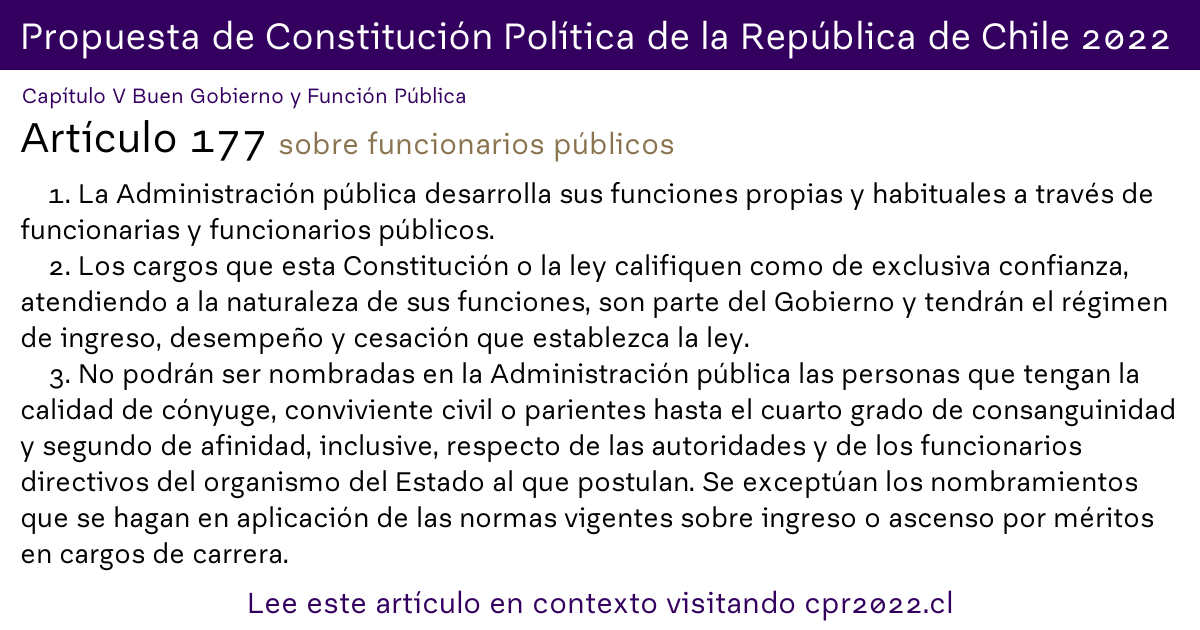 Propuesta de Constitución Política de la República de Chile 2022
Capítulo V Buen Gobierno y Función Pública
Artículo 177 sobre funcionarios públicos
1. La Administración pública desarrolla sus funciones propias y habituales a través de
funcionarias y funcionarios públicos.
2. Los cargos que esta Constitución o la ley califiquen como de exclusiva confianza,
atendiendo a la naturaleza de sus funciones, son parte del Gobierno y tendrán el régimen
de ingreso, desempeño y cesación que establezca la ley.
3. No podrán ser nombradas en la Administración pública las personas que tengan la
calidad de cónyuge, conviviente civil o parientes hasta el cuarto grado de consanguinidad
y segundo de afinidad, inclusive, respecto de las autoridades y de los funcionarios
directivos del organismo del Estado al que postulan. Se exceptúan los nombramientos
que se hagan en aplicación de las normas vigentes sobre ingreso o ascenso por méritos
en cargos de carrera.
Lee este artículo en contexto visitando cpr2022.cl